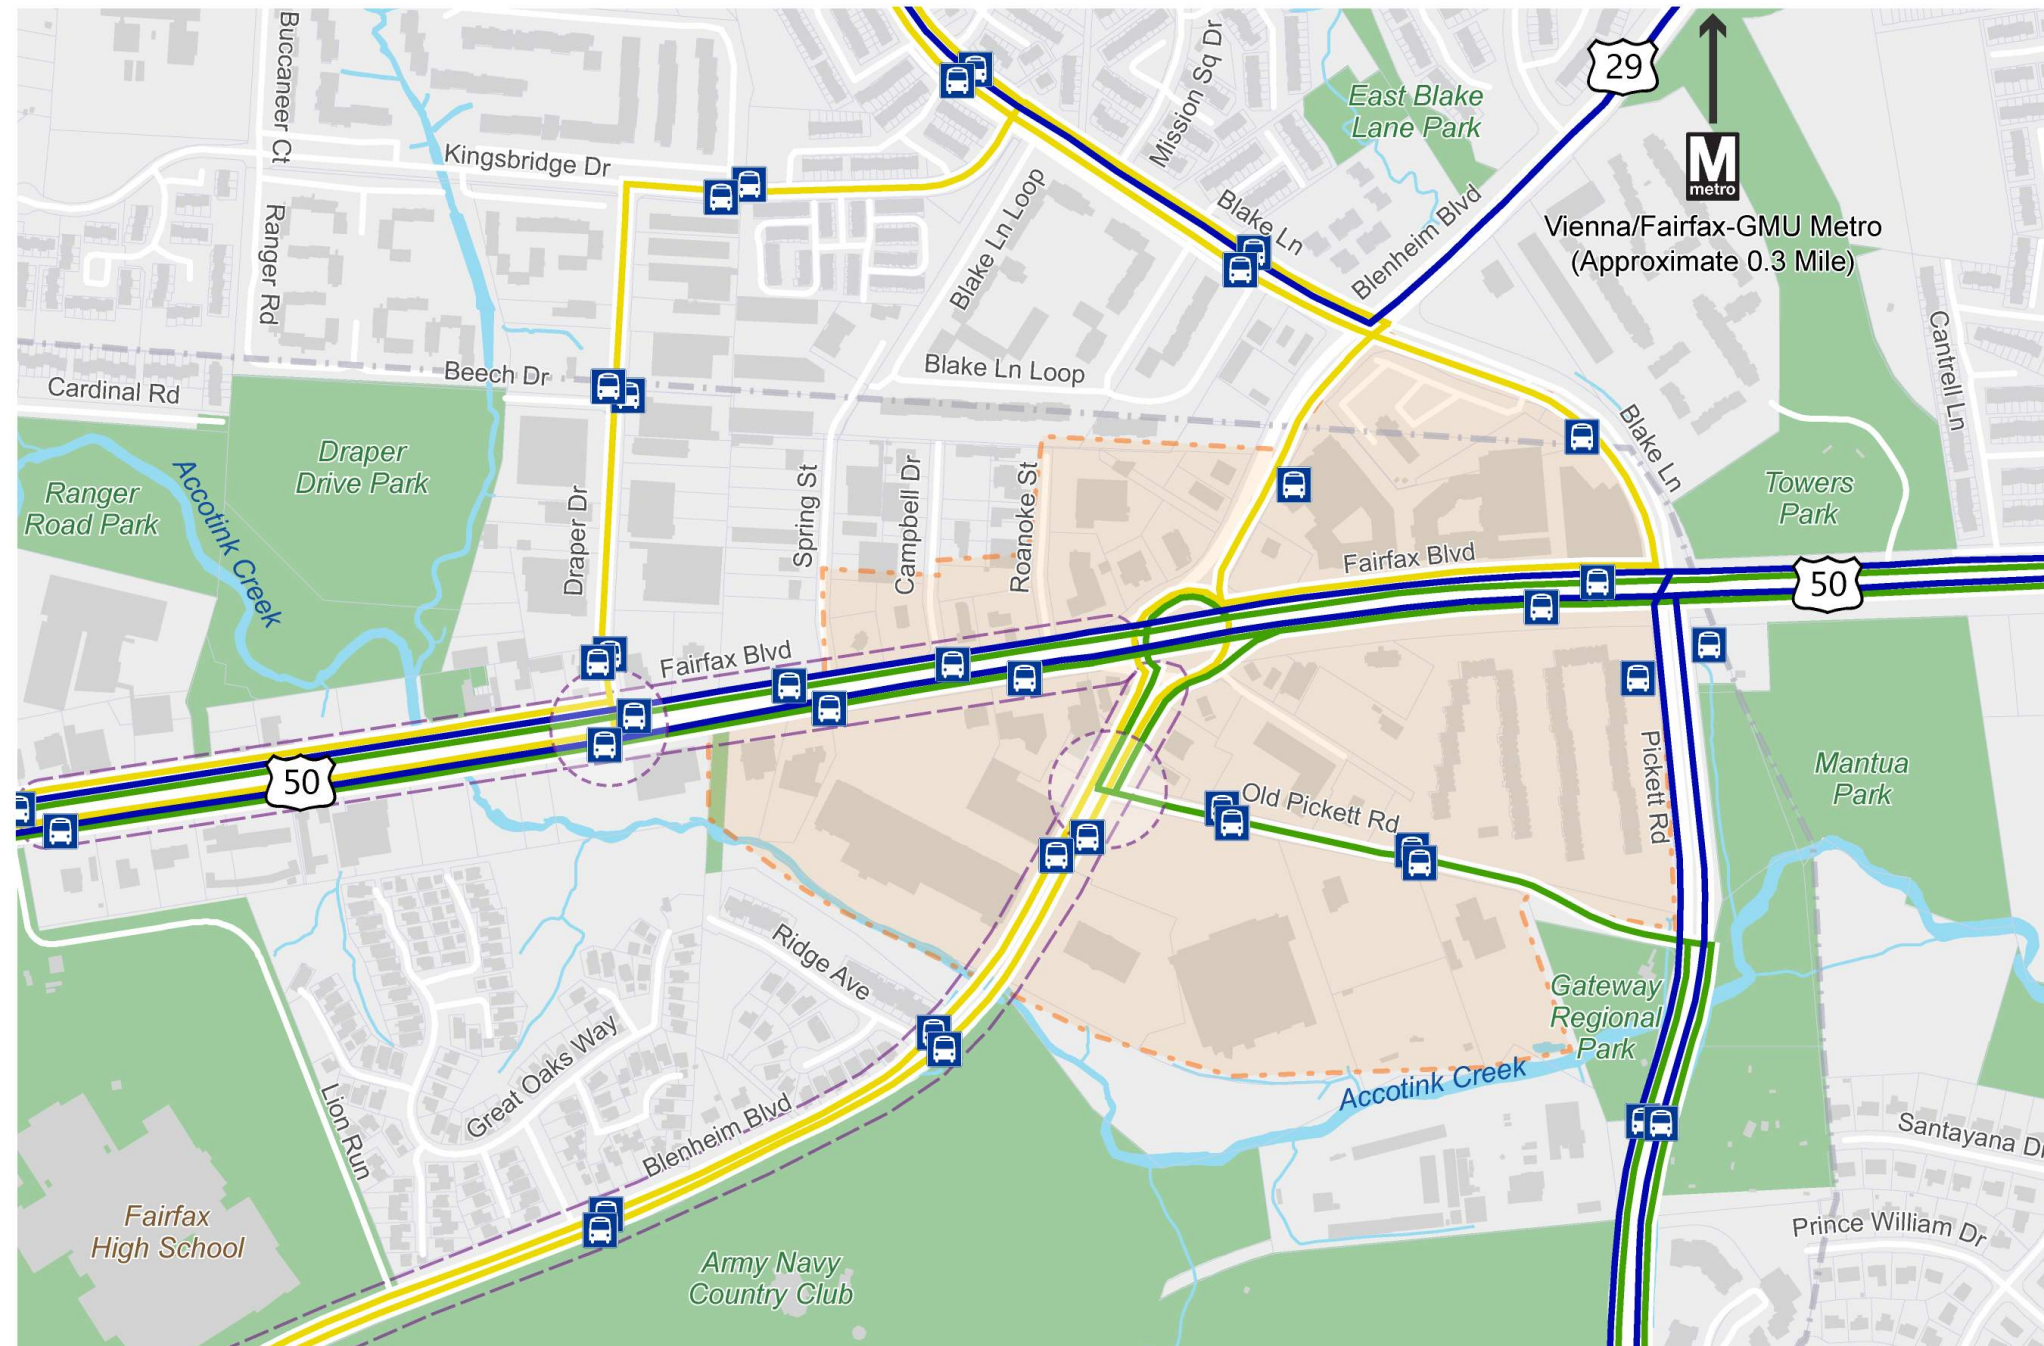 Buccaneer Ct
Mission Sq Dr
29
East Blake
Lane Park
M
metro
Vienna/Fairfax-GMU Metro
(Approximate 0.3 Mile)
Kingsbridge Dr
Ranger Rd
Blake Ln Loop
Blake Ln
Blenheim Blvd
Cantrell Ln
Cardinal Rd
Beech Dr
Blake Ln Loop
Draper
Drive Park
Ranger
Road Park
Accotink Creek
Draper Dr
Spring St
Campbell Dr
Roanoke St
Blake Ln
Towers
Park
Fairfax Blvd
50
Fairfax Blvd
50
Old Pickett Rd
Pickett Rd
Mantua
Park
Ridge Ave
Gateway
Regional
Park
Great Oaks Way
Lion Run
Blenheim Blvd
Accotink Creek
Santayana D
Prince William Dr
Fairfax
High School
Army Navy
Country Club